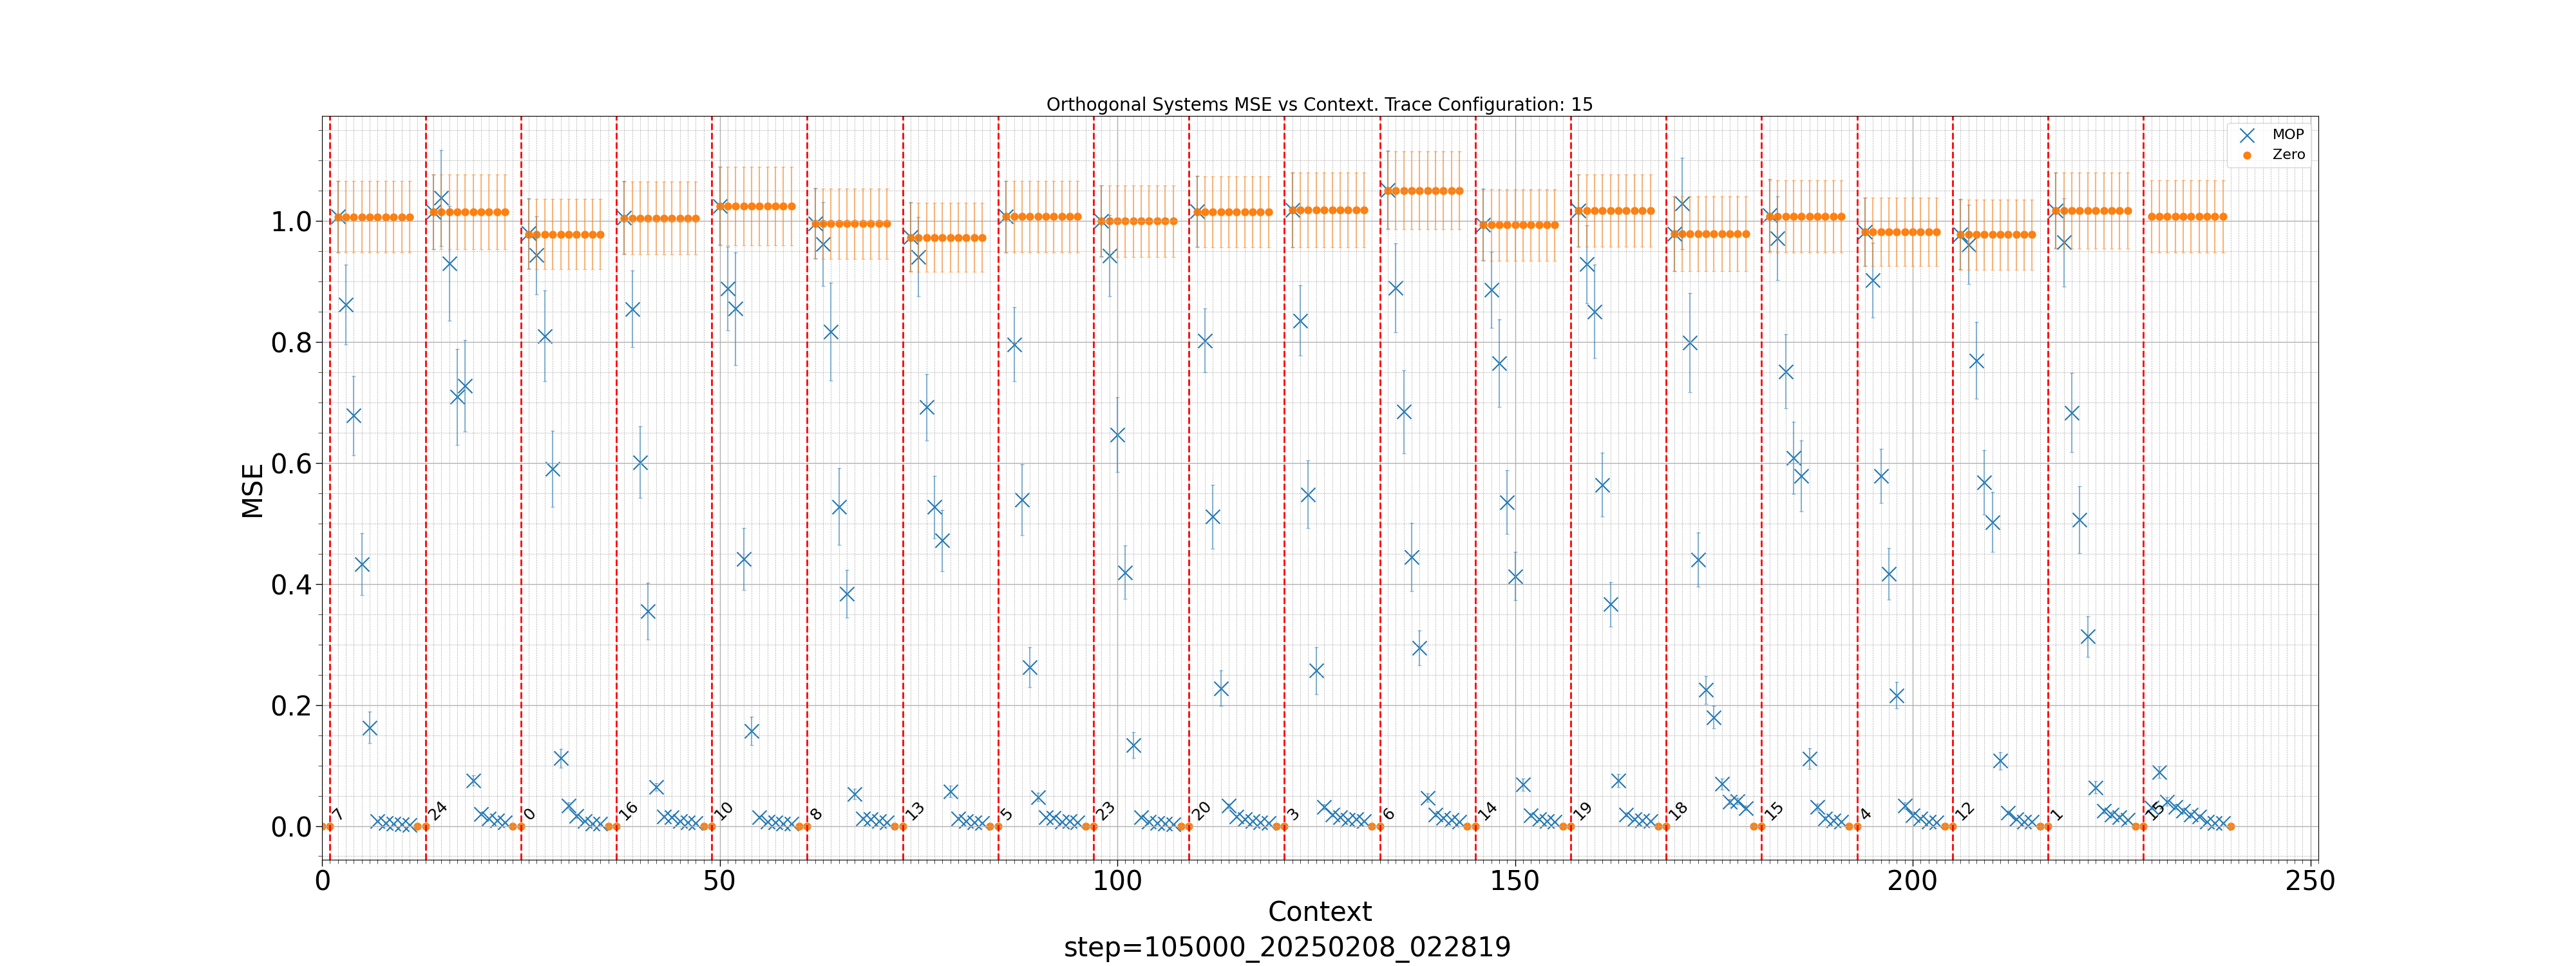 Orthogonal Systems MSE vs Context. Trace Configuration: 15
MOP
Zero
MSE
1.0
0.8
0.6
0.4
0.2
0.0
7 24 0 16 10 8 13 5 23 20 3 6 14 19 18 15 4 12 1 15
0 50 100 150 200 250
Context
step=105000_20250208_022819